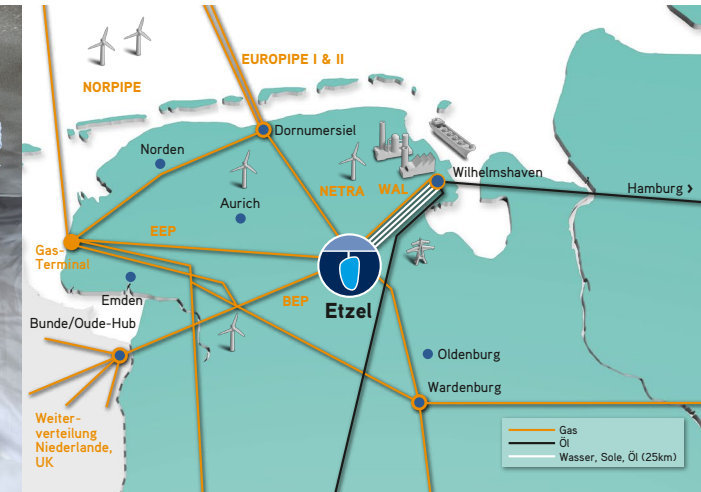 EUROPIPE I & II
NORPIPE
Dornumersiel
Norden
Wilhelmshaven
NETRA
WAL
Hamburg ›
Aurich
EEP
Gas-
Terminal
Emden
BEP
Etzel
Bunde/Oude-Hub
Oldenburg
Wardenburg
Weiter-
verteilung
Niederlande,
UK
Gas
Öl
Wasser, Sole, Öl (25km)